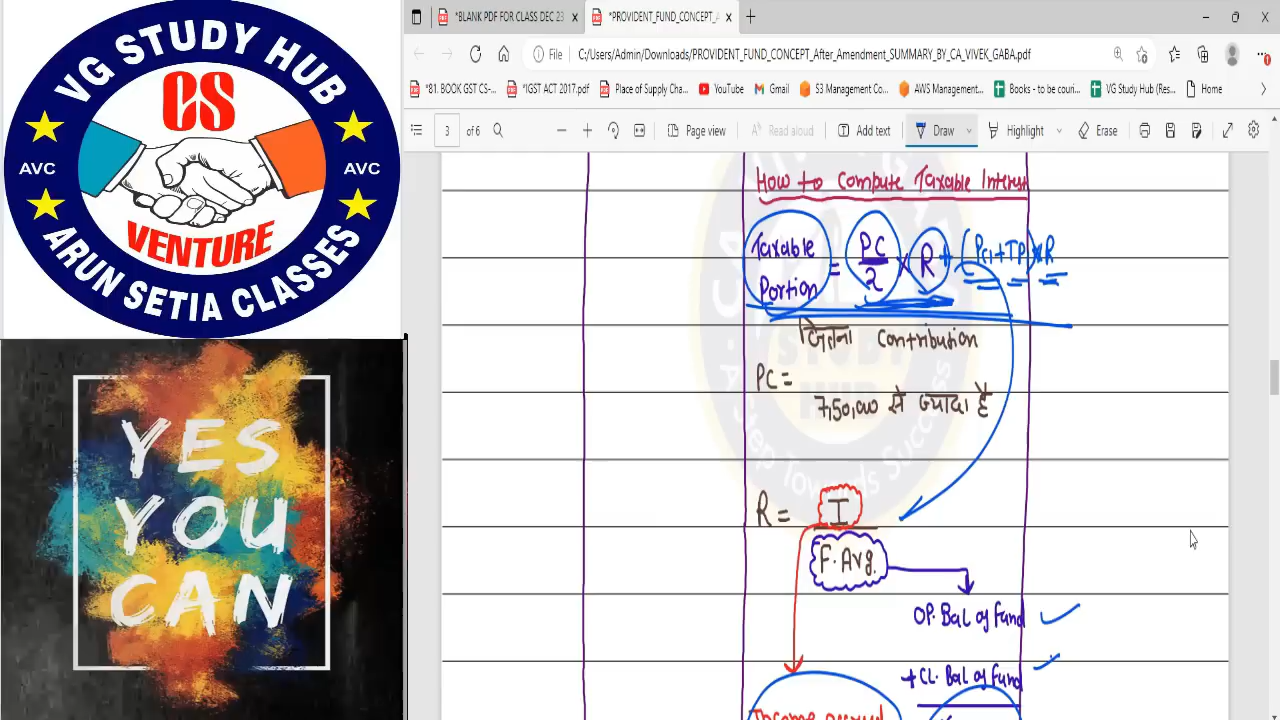 VG STUDY HUB
CS
AVC
AVC
VENTURE
ARUN SETIA CLASSES
YES
YOU
CAN
*BLANK PDF FOR CLASS DEC 23
*PROVIDENT_FUND_CONCEPT_A
File
C:/Users/Admin/Downloads/PROVIDENT_FUND_CONCEPT_After_Amendment_SUMMARY_BY_CA_VIVEK_GABA.pdf
*81. BOOK GST CS-...
*IGST ACT 2017.pdf
Place of Supply Cha...
YouTube
Gmail
S3 Management Co...
AWS Management...
Books - to be couri...
VG Study Hub (Res...
Home
3 of 6
Page view
Read aloud
Add text
Draw
Highlight
Erase
How to Compute Taxable Interest
Taxable Portion = PC/2 × R + (PC1 + TP) × R
जितना Contribution
PC =
7,50,000 से ज्यादा है
R = I
F. Avg.
OP. Bal of Fund
+ CL. Bal of Fund
Income accrued